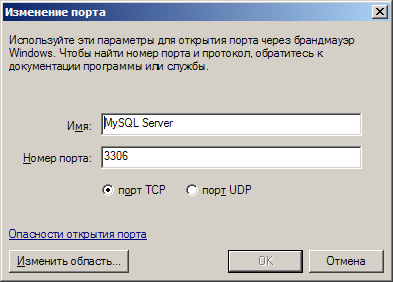 Изменение порта
Используйте эти параметры для открытия порта через брандмауэр
Windows. Чтобы найти номер порта и протокол, обратитесь к
документации программы или службы.
Имя: MySQL Server
Номер порта: 3306
порт TCP порт UDP
Опасности открытия порта
Изменить область... OK Отмена